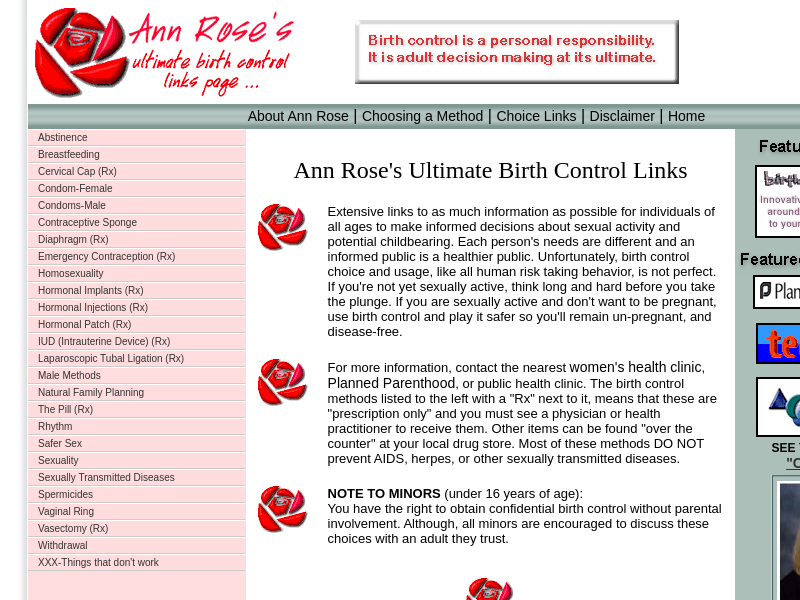 Ann Rose's
ultimate birth control
links page ...
Birth control is a personal responsibility.
It is adult decision making at its ultimate.
About Ann Rose | Choosing a Method | Choice Links | Disclaimer | Home
Abstinence
Breastfeeding
Cervical Cap (Rx)
Condom-Female
Condoms-Male
Contraceptive Sponge
Diaphragm (Rx)
Emergency Contraception (Rx)
Homosexuality
Hormonal Implants (Rx)
Hormonal Injections (Rx)
Hormonal Patch (Rx)
IUD (Intrauterine Device) (Rx)
Laparoscopic Tubal Ligation (Rx)
Male Methods
Natural Family Planning
The Pill (Rx)
Rhythm
Safer Sex
Sexuality
Sexually Transmitted Diseases
Spermicides
Vaginal Ring
Vasectomy (Rx)
Withdrawal
XXX-Things that don't work
Ann Rose's Ultimate Birth Control Links
Extensive links to as much information as possible for individuals of
all ages to make informed decisions about sexual activity and
potential childbearing. Each person's needs are different and an
informed public is a healthier public. Unfortunately, birth control
choice and usage, like all human risk taking behavior, is not perfect.
If you're not yet sexually active, think long and hard before you take
the plunge. If you are sexually active and don't want to be pregnant,
use birth control and play it safer so you'll remain un-pregnant, and
disease-free.
For more information, contact the nearest women's health clinic,
Planned Parenthood, or public health clinic. The birth control
methods listed to the left with a "Rx" next to it, means that these are
"prescription only" and you must see a physician or health
practitioner to receive them. Other items can be found "over the
counter" at your local drug store. Most of these methods DO NOT
prevent AIDS, herpes, or other sexually transmitted diseases.
NOTE TO MINORS (under 16 years of age):
You have the right to obtain confidential birth control without parental
involvement. Although, all minors are encouraged to discuss these
choices with an adult they trust.
Featu
birth
Innovativ
around
to your
Featured
Plan
te
SEE
"C